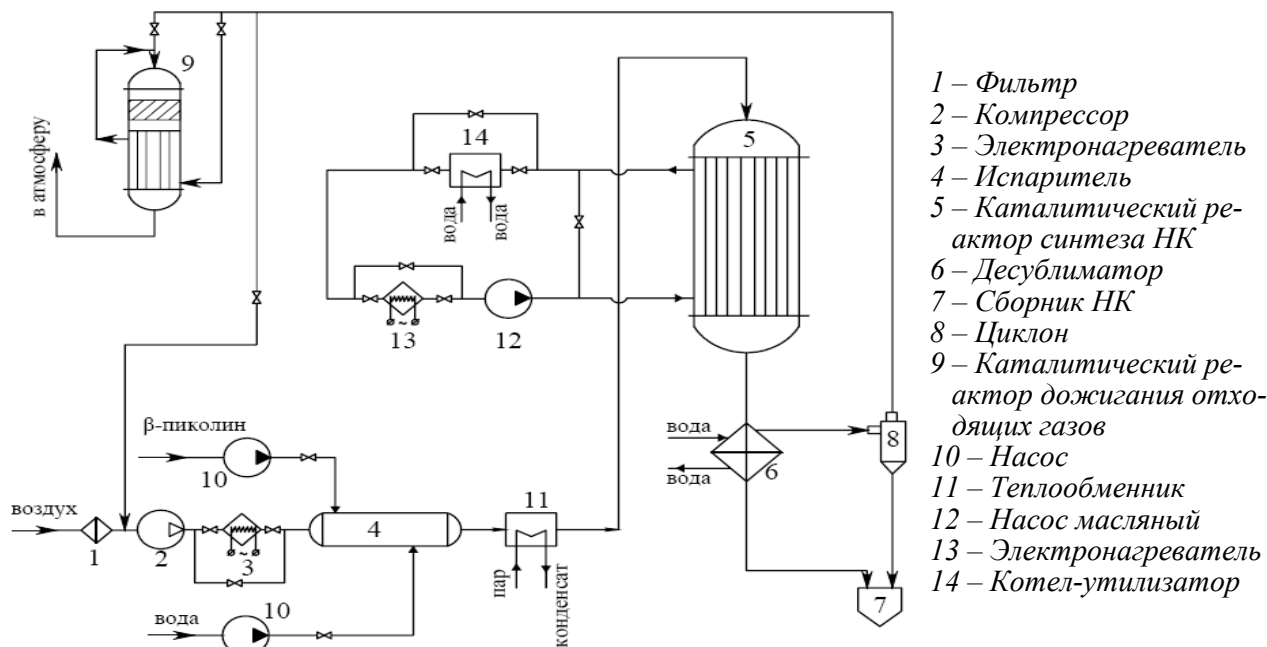 9
в атмосферу
14
вода
вода
5
13
12
β-пиколин
10
воздух
1
2
3
4
11
пар
конденсат
вода
10
вода
вода
6
8
7
1 – Фильтр
2 – Компрессор
3 – Электронагреватель
4 – Испаритель
5 – Каталитический ре-
актор синтеза НК
6 – Десублиматор
7 – Сборник НК
8 – Циклон
9 – Каталитический ре-
актор дожигания отхо-
дящих газов
10 – Насос
11 – Теплообменник
12 – Насос масляный
13 – Электронагреватель
14 – Котел-утилизатор